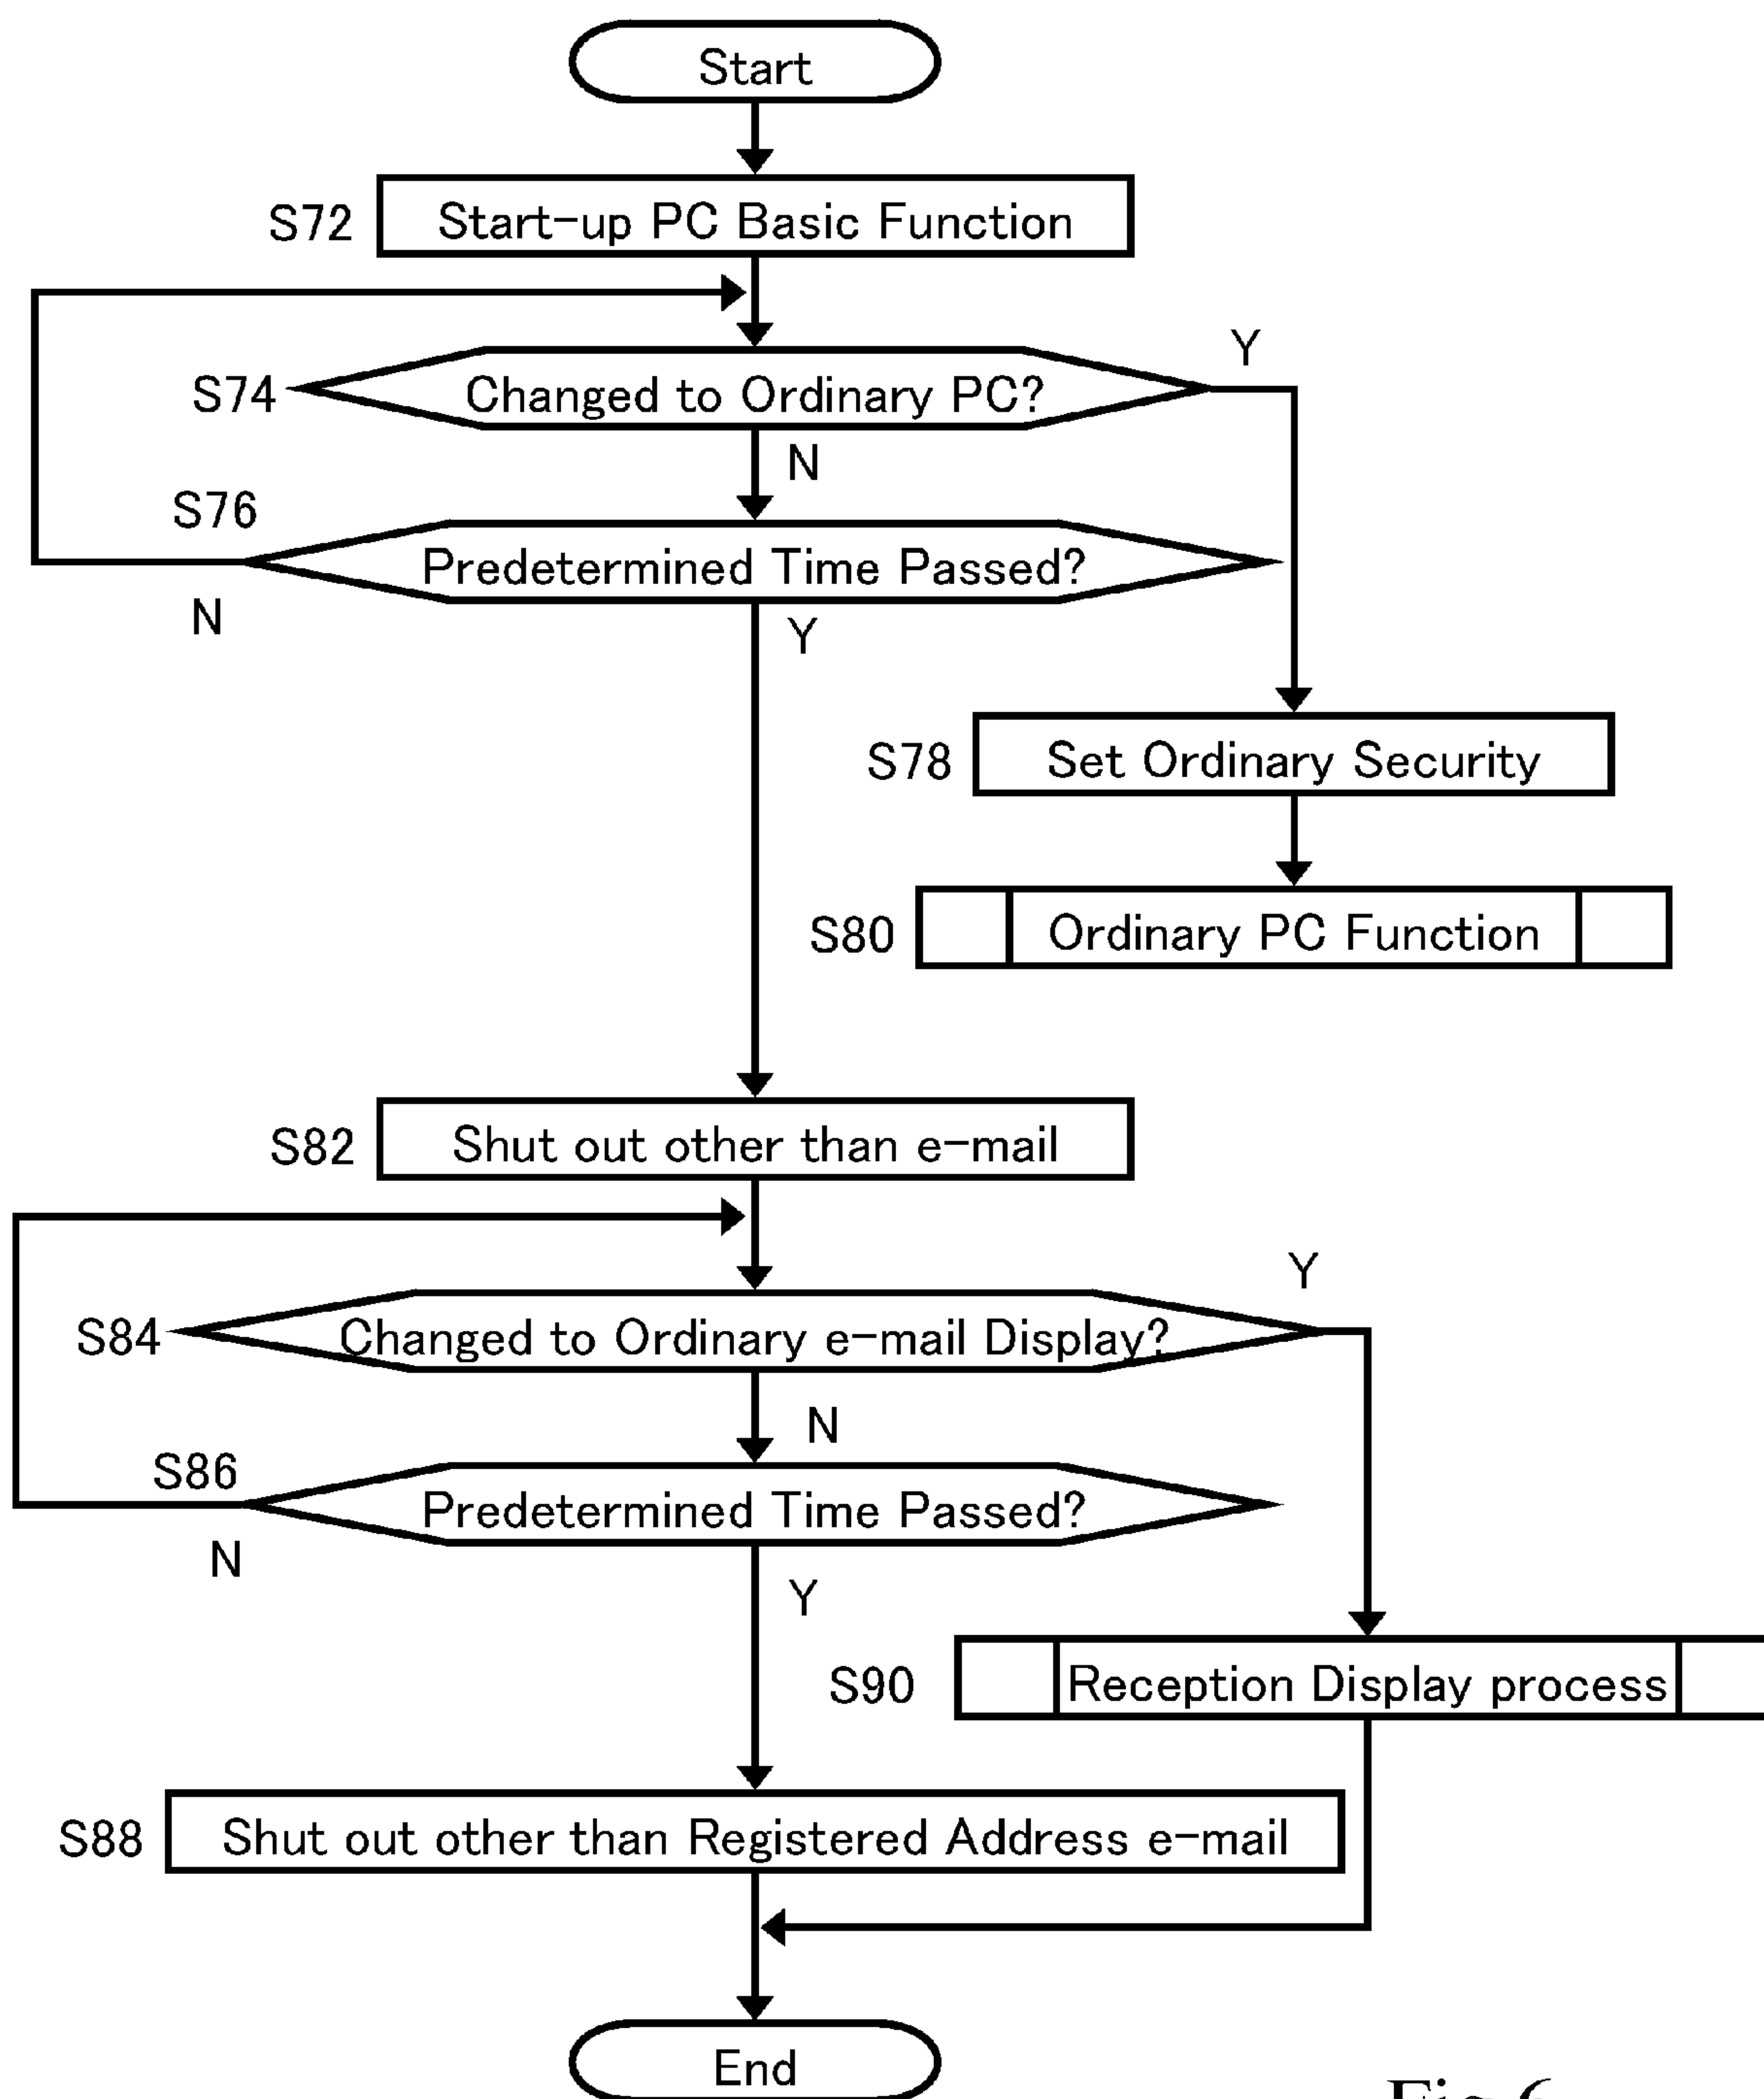 Start
S72
Start-up PC Basic Function
Y
S74
Changed to Ordinary PC?
N
S76
Predetermined Time Passed?
N
Y
S78
Set Ordinary Security
S80
Ordinary PC Function
S82
Shut out other than e-mail
Y
S84
Changed to Ordinary e-mail Display?
N
S86
Predetermined Time Passed?
N
Y
S90
Reception Display process
S88
Shut out other than Registered Address e-mail
End
Fig.6